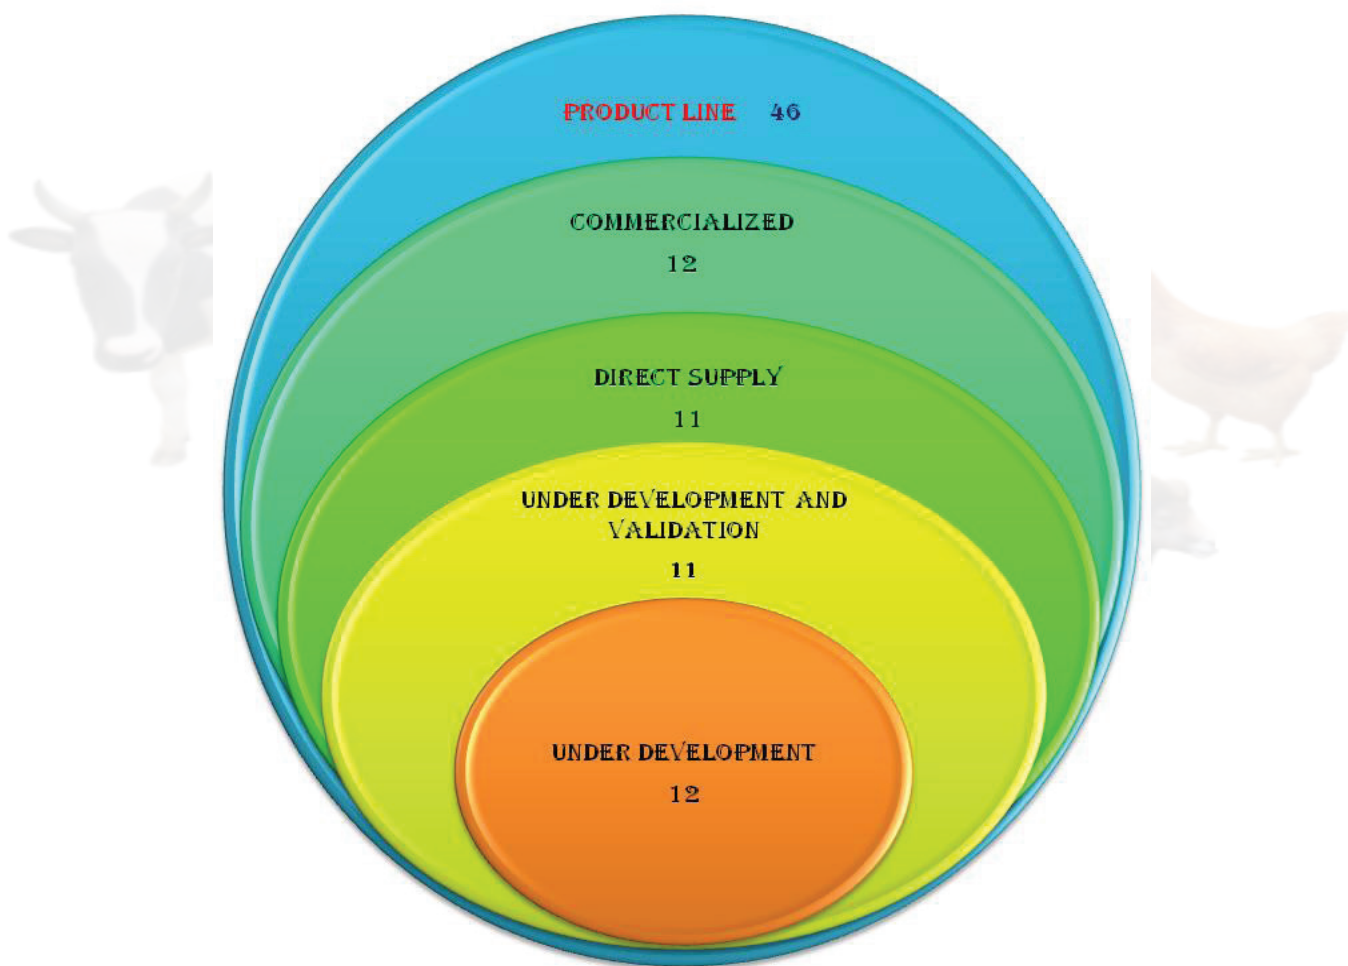 PRODUCT LINE 46
COMMERCIALIZED
12
DIRECT SUPPLY
11
UNDER DEVELOPMENT AND
VALIDATION
11
UNDER DEVELOPMENT
12